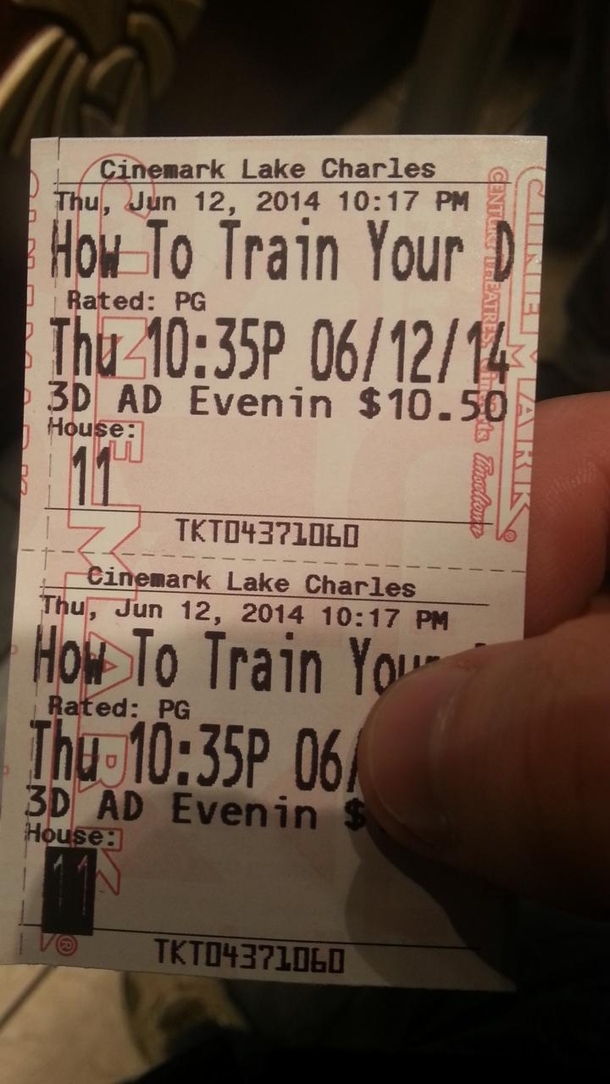 Cinemark Lake Charles
Thu, Jun 12, 2014 10:17 PM
How To Train Your D
Rated: PG
Thu 10:35P 06/12/14
3D AD Evenin $10.50
House:
11
TKT04371060
Cinemark Lake Charles
Thu, Jun 12, 2014 10:17 PM
How To Train
Rated: PG
Thu 10:35P 06/
3D AD Evenin $
House:
11
TKT04371060
CINEMARK
CINEMARK